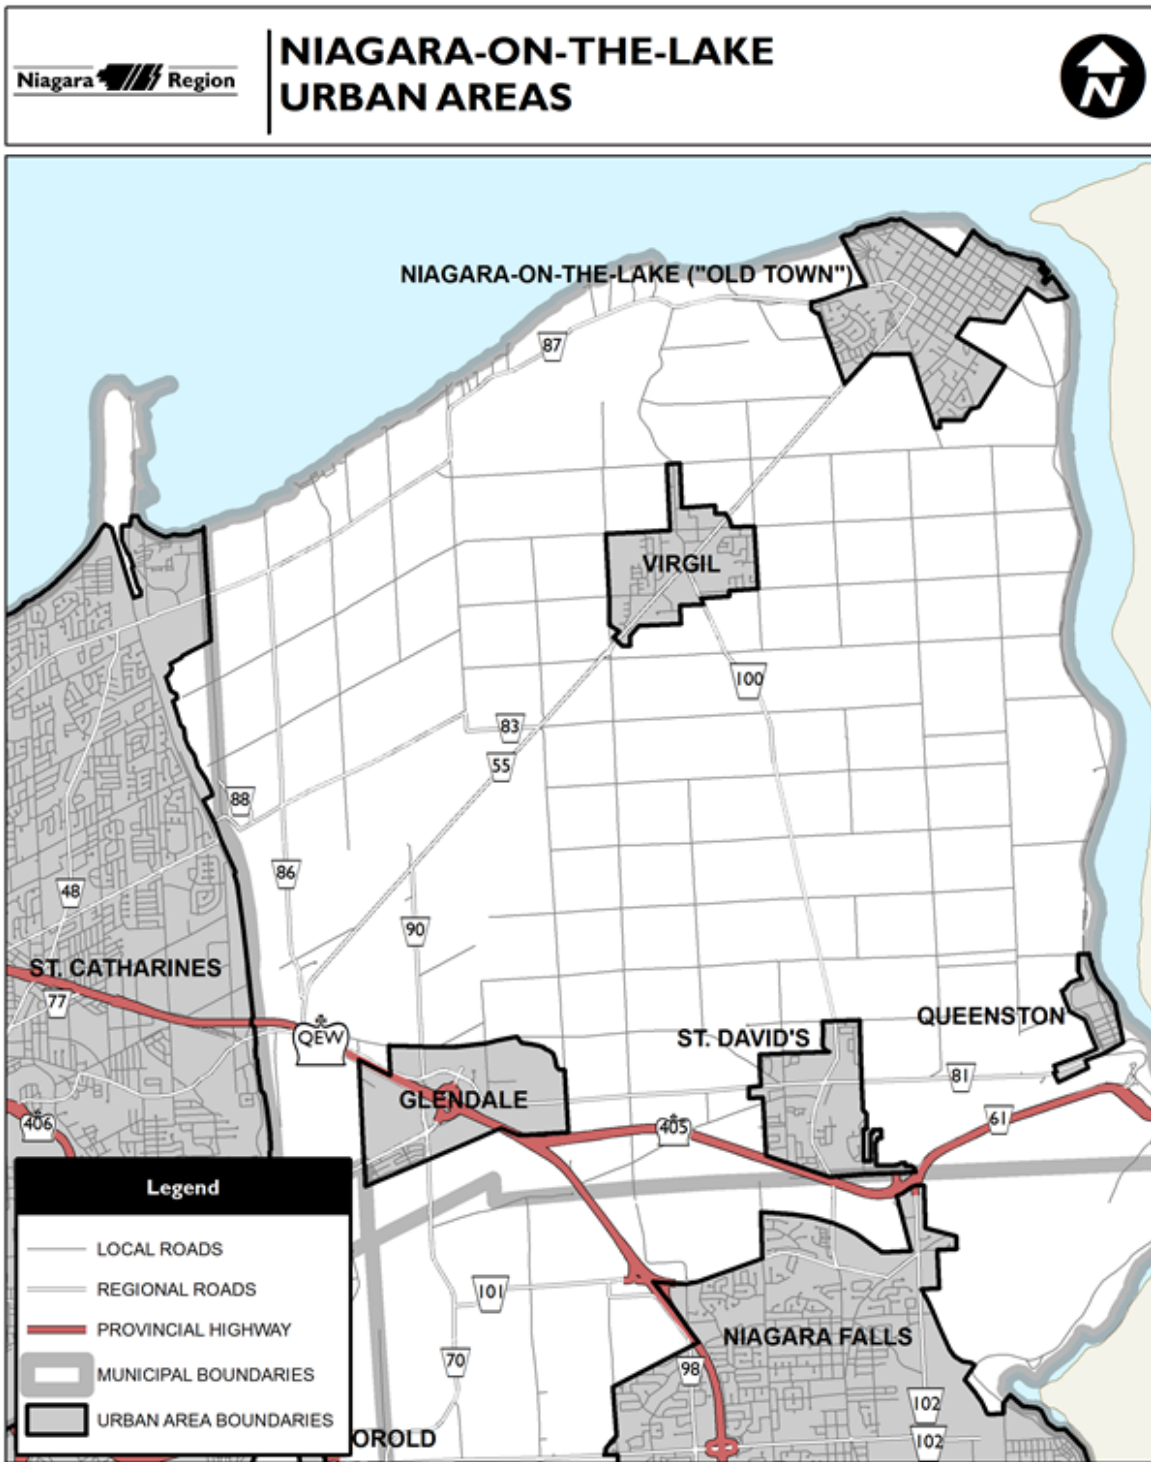 Niagara Region
NIAGARA-ON-THE-LAKE
URBAN AREAS
N
NIAGARA-ON-THE-LAKE ("OLD TOWN")
87
VIRGIL
100
83
55
88
86
48
90
ST. CATHARINES
77
QEW
QUEENSTON
ST. DAVID'S
81
GLENDALE
61
405
406
Legend
LOCAL ROADS
REGIONAL ROADS
PROVINCIAL HIGHWAY
MUNICIPAL BOUNDARIES
URBAN AREA BOUNDARIES
101
NIAGARA FALLS
70
98
102
102
OROLD